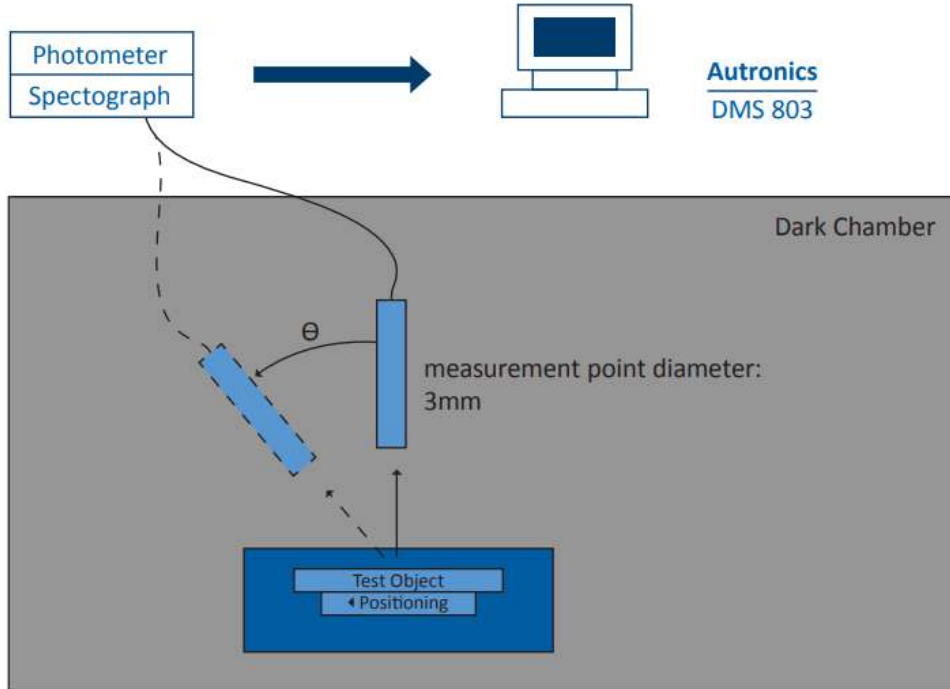 Photometer
Spectograph
Autronics
DMS 803
Dark Chamber
Θ
measurement point diameter:
3mm
Test Object
Positioning